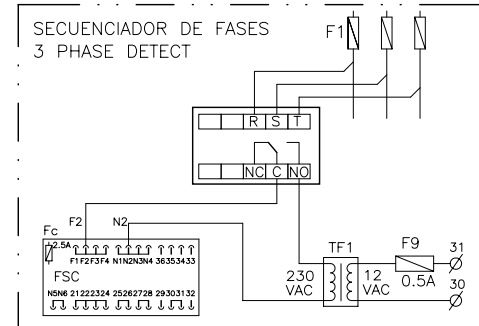 SECUENCIADOR DE FASES
3 PHASE DETECT
F1
R S T
NC C NO
F2 N2
Fc
2.5A
F1F2F3F4 N1N2N3N4 36353433
FSC
N5N6 21222324 25262728 29303132
TF1
230 VAC
12 VAC
F9
0.5A
31
30